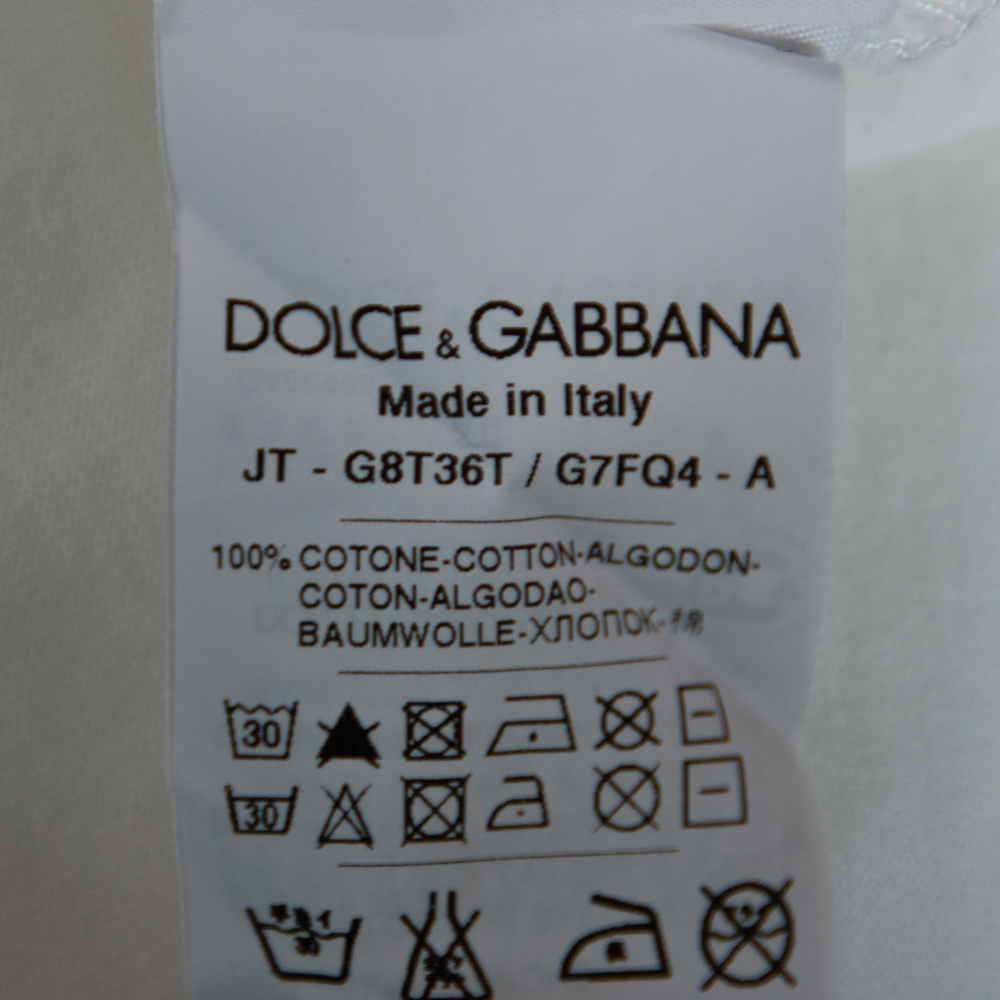 DOLCE & GABBANA
Made in Italy
JT - G8T36T / G7FQ4 - A
100% COTONE-COTTON-ALGODON-
COTON-ALGODAO-
BAUMWOLLE-ХЛОПОК-棉
30
30
30